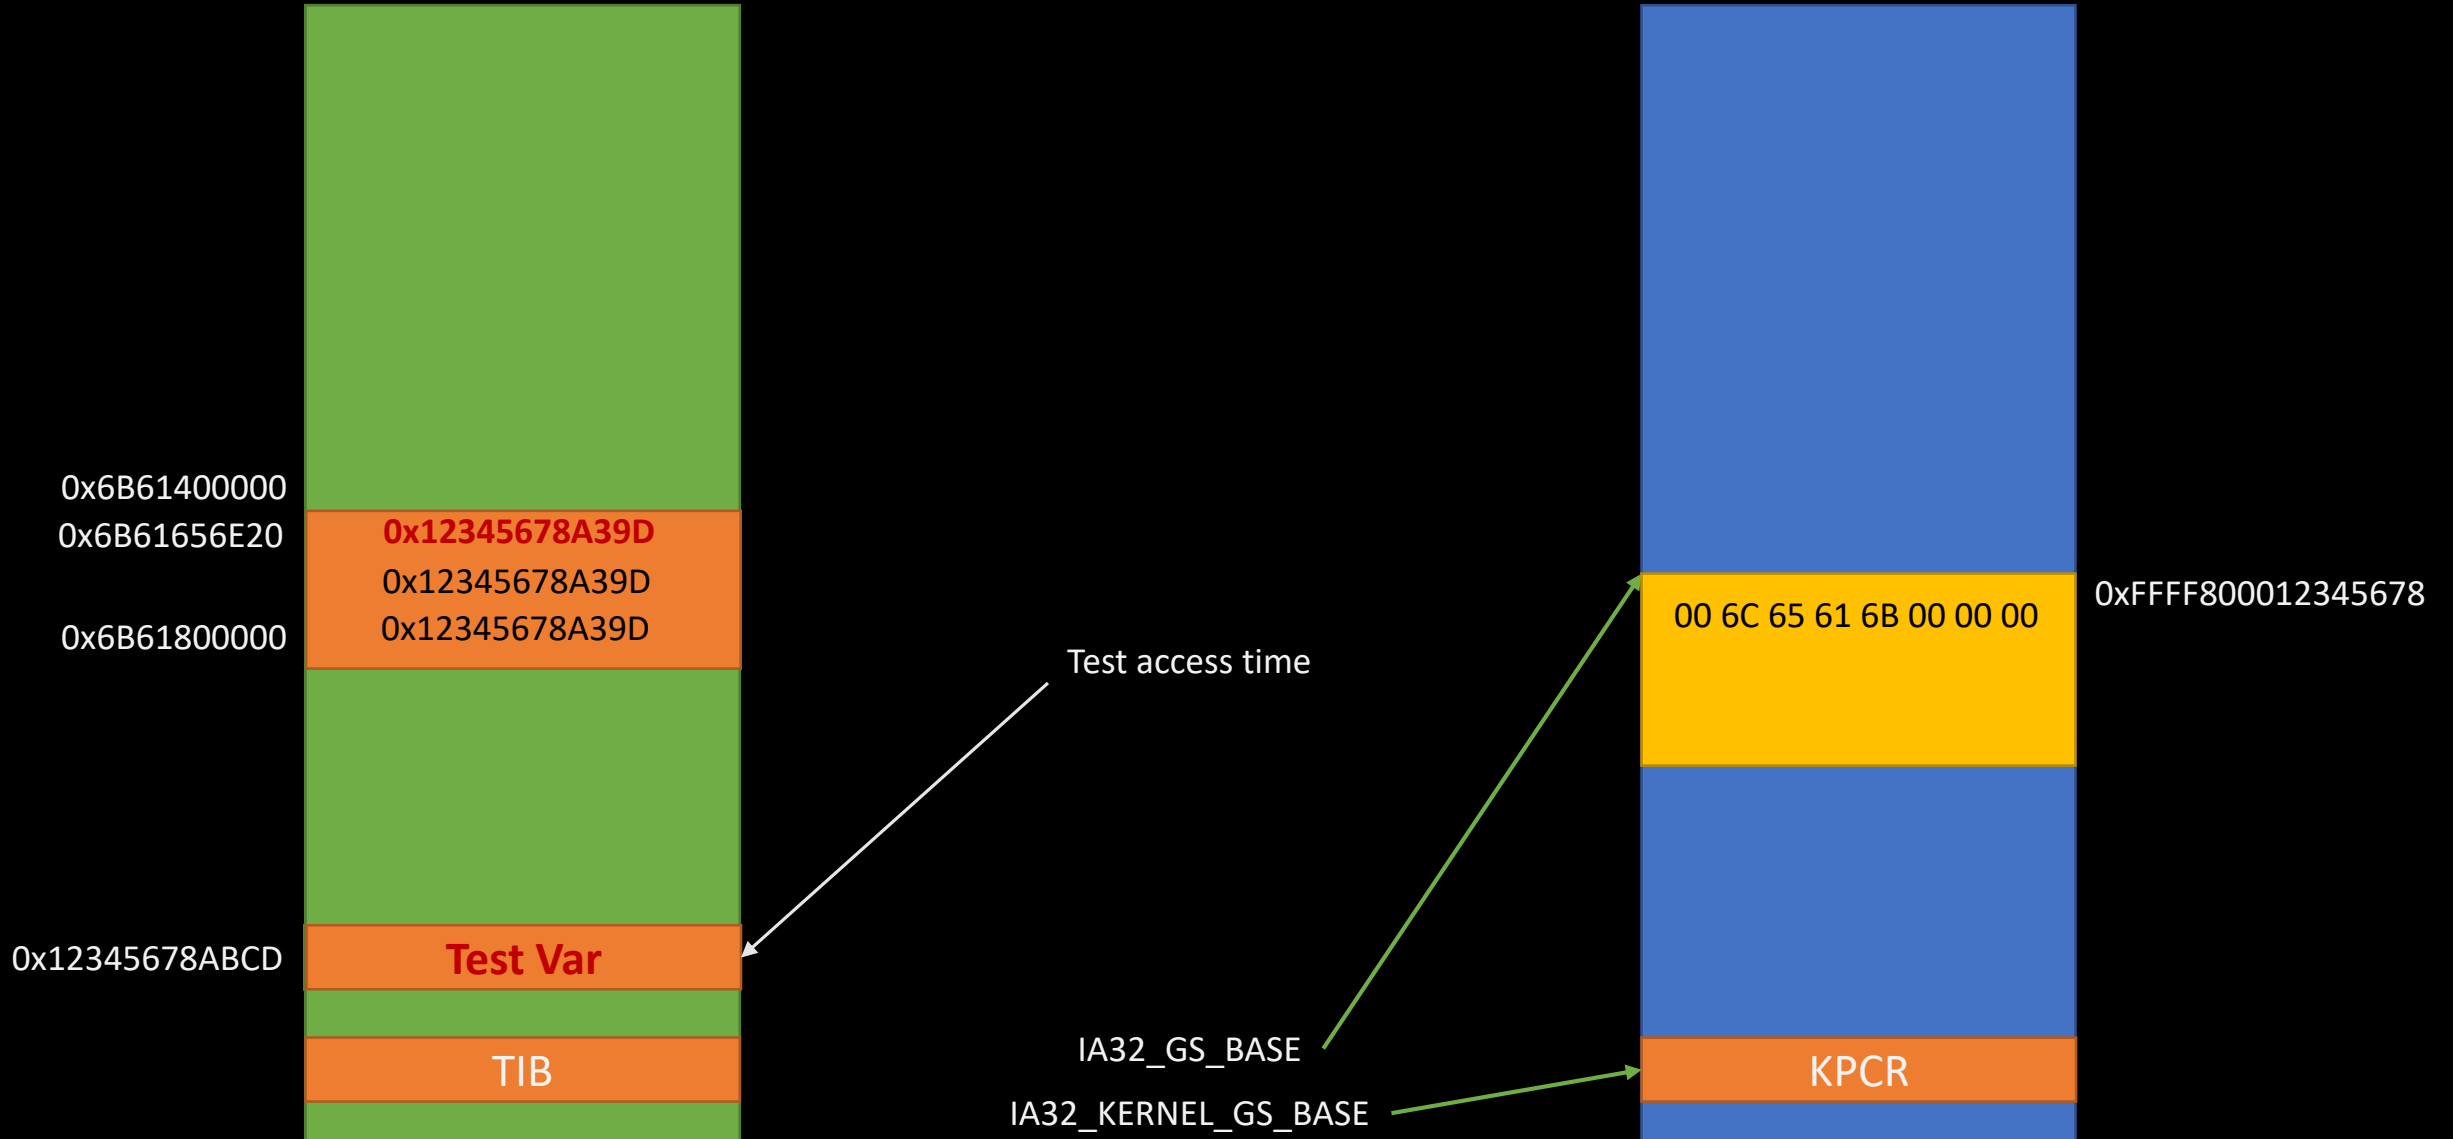 0x6B61400000
0x6B61656E20
0x12345678A39D
0x12345678A39D
0x6B61800000
0x12345678A39D
0xFFFF800012345678
00 6C 65 61 6B 00 00 00
Test access time
0x12345678ABCD
Test Var
IA32_GS_BASE
TIB
KPCR
IA32_KERNEL_GS_BASE